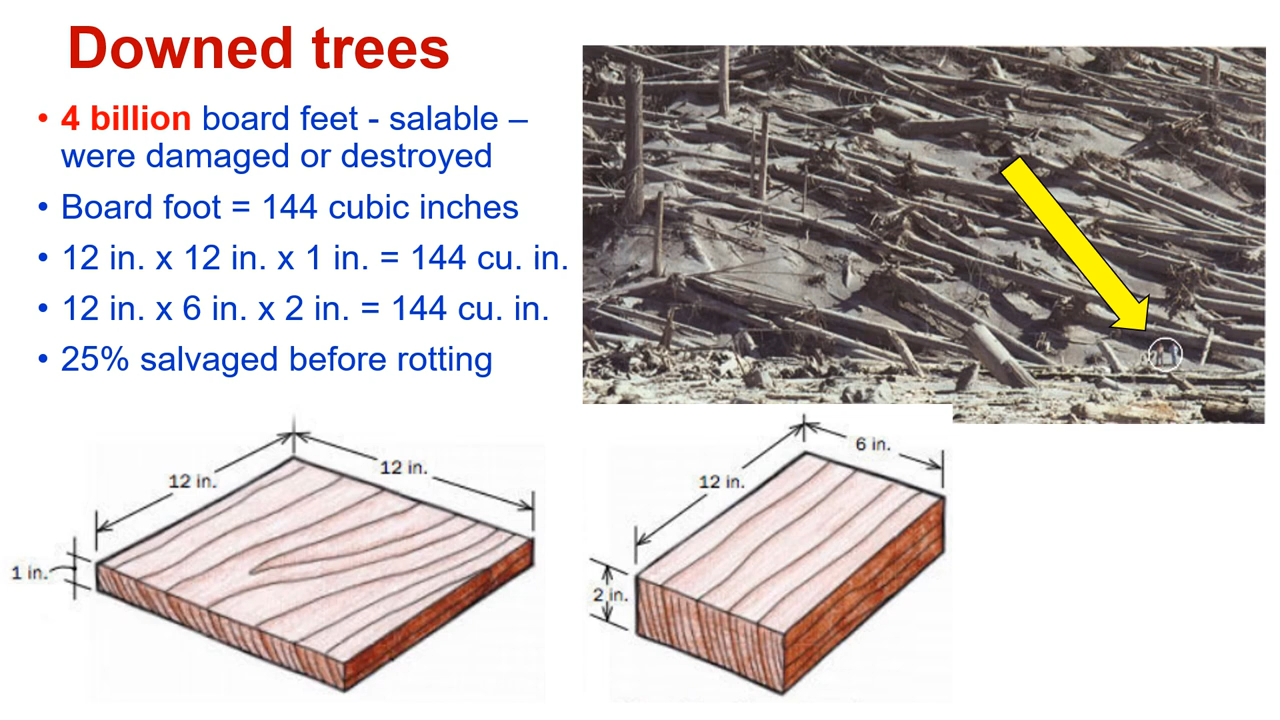 Downed trees
• 4 billion board feet - salable –
were damaged or destroyed
• Board foot = 144 cubic inches
• 12 in. x 12 in. x 1 in. = 144 cu. in.
• 12 in. x 6 in. x 2 in. = 144 cu. in.
• 25% salvaged before rotting
12 in.
12 in.
1 in.
6 in.
12 in.
2 in.